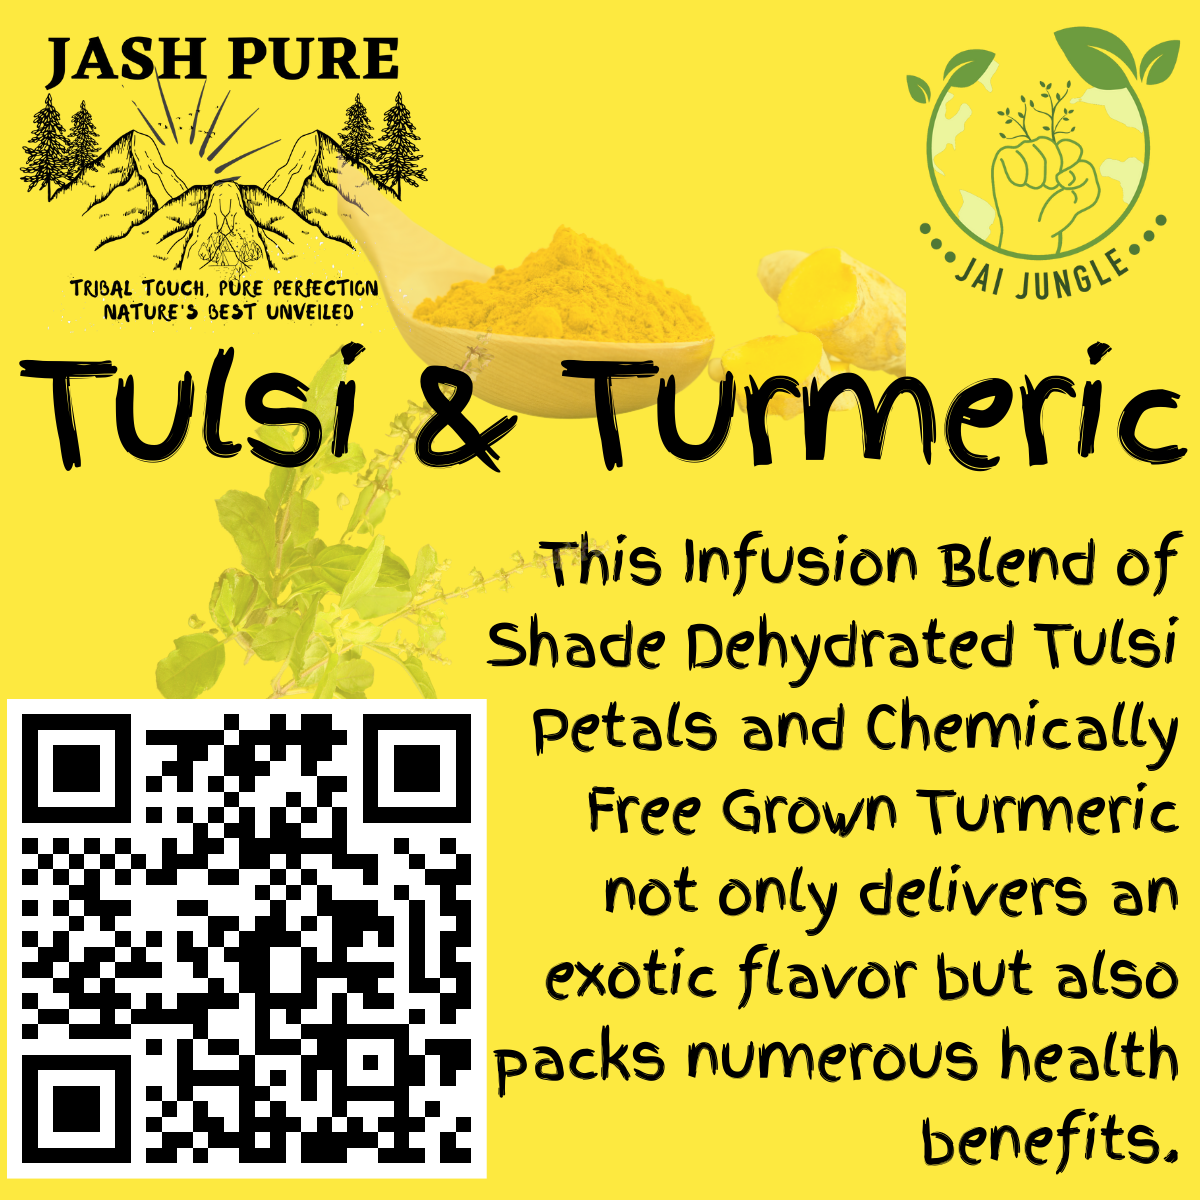 JASH PURE
TRIBAL TOUCH, PURE PERFECTION
NATURE'S BEST UNVEILED
JAI JUNGLE
Tulsi & Turmeric
This Infusion Blend of
Shade Dehydrated Tulsi
Petals and Chemically
Free Grown Turmeric
not only delivers an
exotic flavor but also
packs numerous health
benefits.